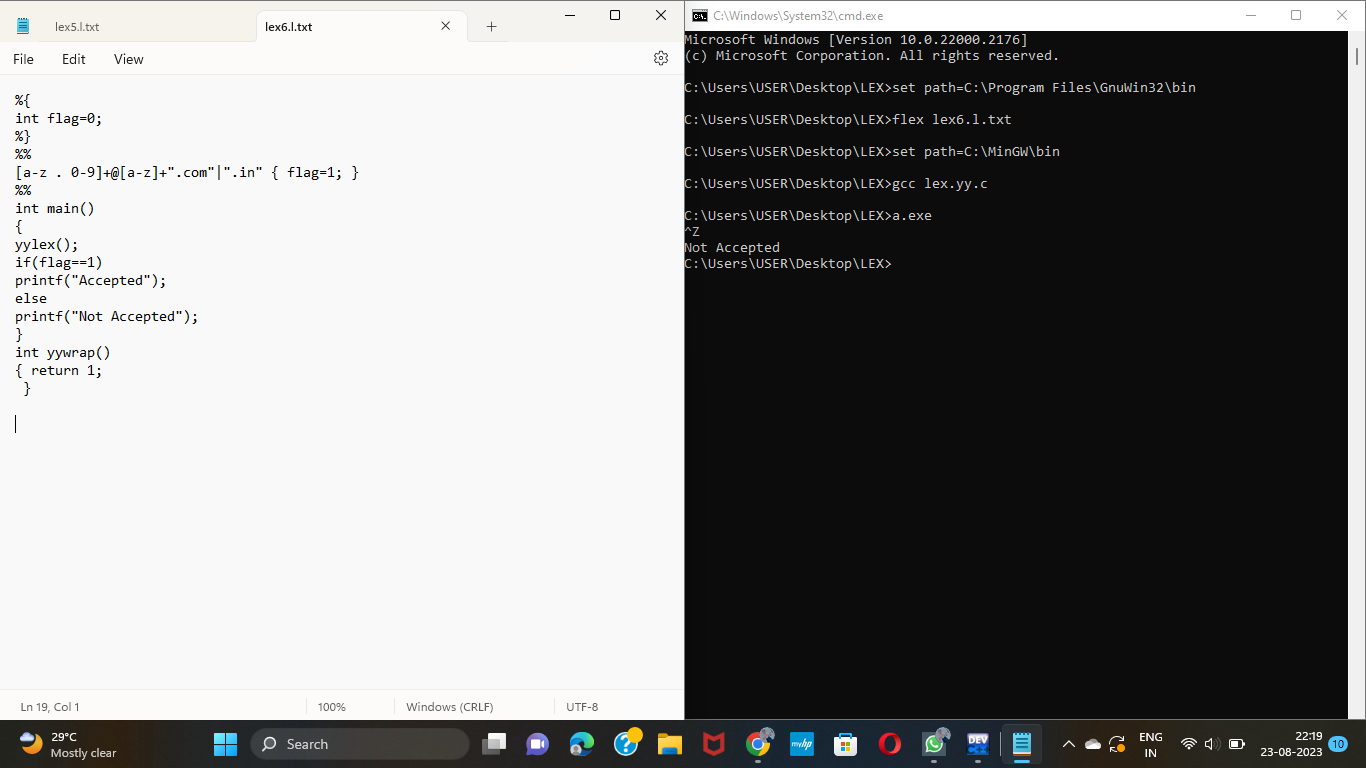 lex5.l.txt
lex6.l.txt
File Edit View
%{
int flag=0;
%}
%%
[a-z . 0-9]+@[a-z]+".com"|".in" { flag=1; }
%%
int main()
{
yylex();
if(flag==1)
printf("Accepted");
else
printf("Not Accepted");
}
int yywrap()
{ return 1;
 }
Ln 19, Col 1
100%
Windows (CRLF)
UTF-8
C:\Windows\System32\cmd.exe
Microsoft Windows [Version 10.0.22000.2176]
(c) Microsoft Corporation. All rights reserved.
C:\Users\USER\Desktop\LEX>set path=C:\Program Files\GnuWin32\bin
C:\Users\USER\Desktop\LEX>flex lex6.l.txt
C:\Users\USER\Desktop\LEX>set path=C:\MinGW\bin
C:\Users\USER\Desktop\LEX>gcc lex.yy.c
C:\Users\USER\Desktop\LEX>a.exe
^Z
Not Accepted
C:\Users\USER\Desktop\LEX>
29°C
Mostly clear
Search
myhp
DEV
ENG
IN
22:19
23-08-2023
10